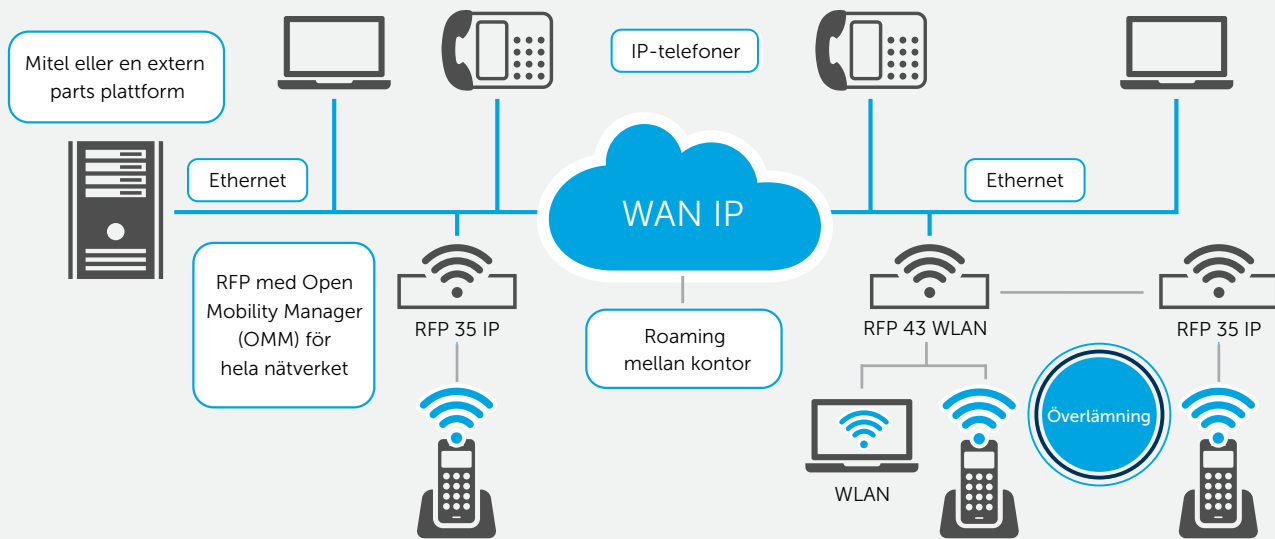 Mitel eller en extern
parts plattform
IP-telefoner
Ethernet
WAN IP
Ethernet
RFP med Open
Mobility Manager
(OMM) för
hela nätverket
RFP 35 IP
Roaming
mellan kontor
RFP 43 WLAN
RFP 35 IP
Överlämning
WLAN